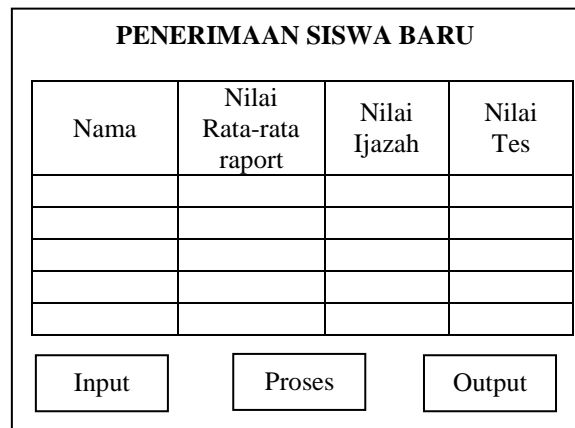 PENERIMAAN SISWA BARU
Nama
Nilai
Rata-rata
raport
Nilai
Ijazah
Nilai
Tes
Input
Proses
Output